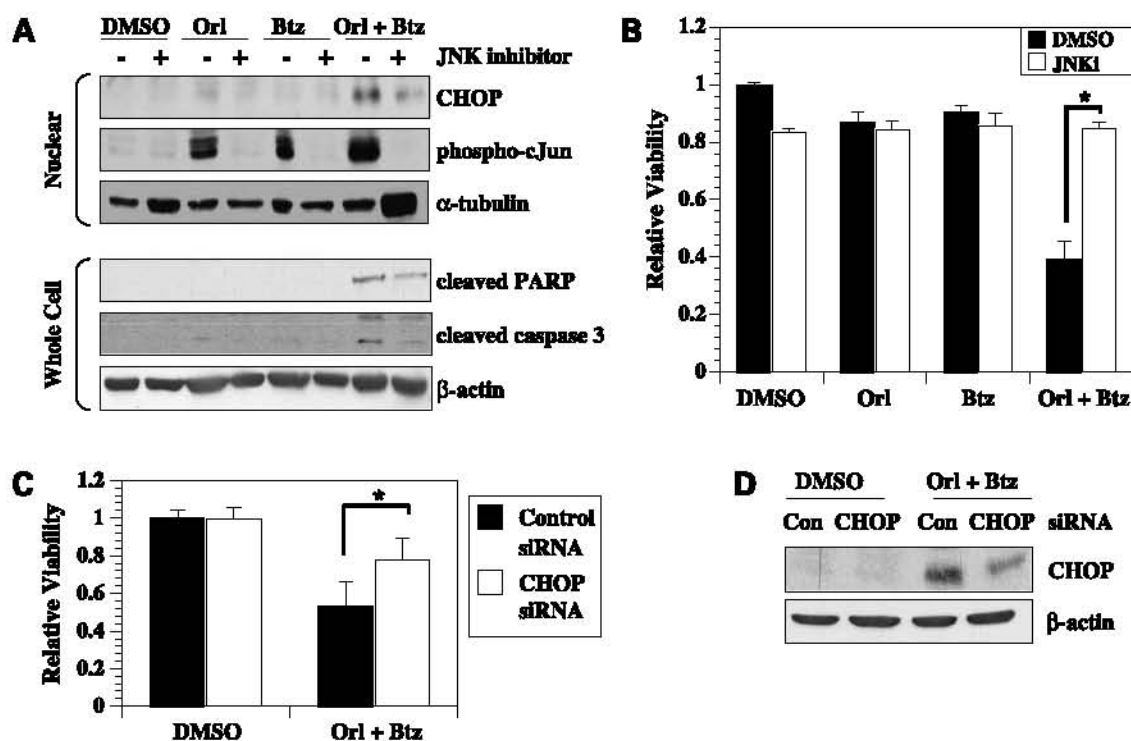 A
DMSO Orl Btz Orl + Btz
- + - + - + - + JNK inhibitor
Nuclear
CHOP
phospho-cJun
α-tubulin
Whole Cell
cleaved PARP
cleaved caspase 3
β-actin
B
DMSO
JNKi
*
Relative Viability
1.2
1
0.8
0.6
0.4
0.2
0
DMSO Orl Btz Orl + Btz
C
Relative Viability
1.2
1
0.8
0.6
0.4
0.2
0
*
DMSO Orl + Btz
Control
siRNA
CHOP
siRNA
D
DMSO Orl + Btz
Con CHOP Con CHOP siRNA
CHOP
β-actin